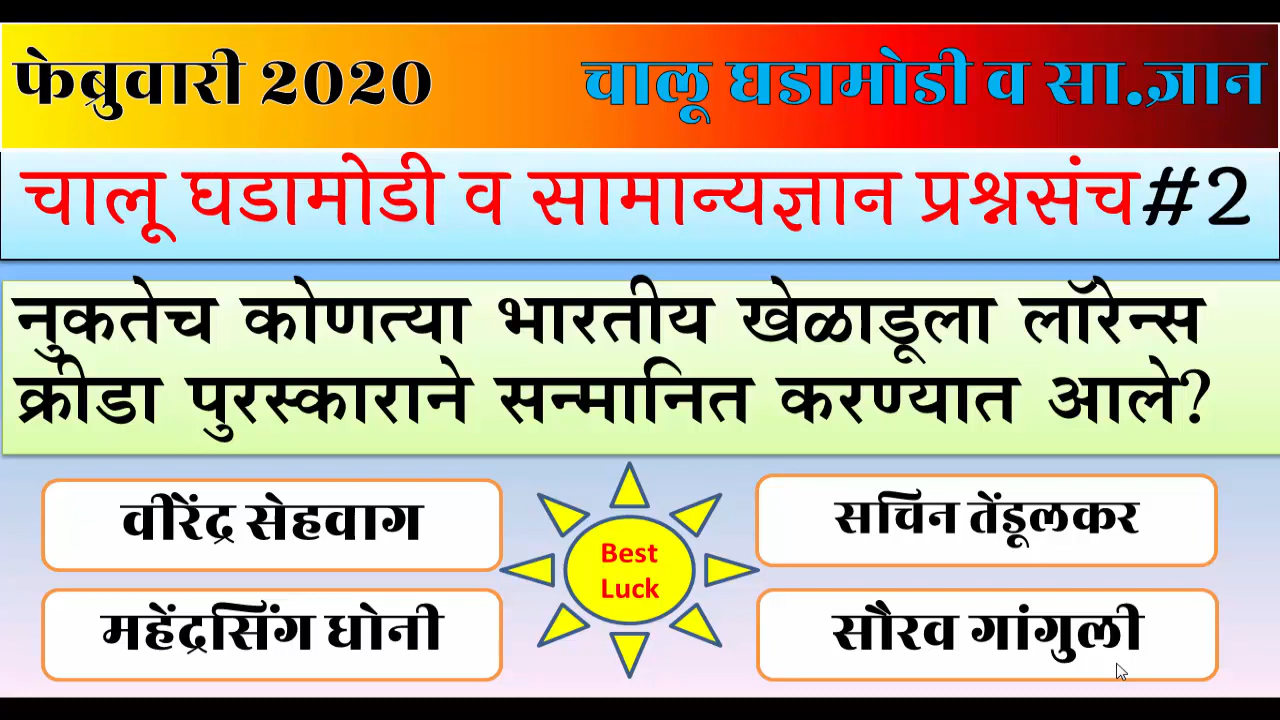 फेब्रुवारी 2020 चालू घडामोडी व सा.ज्ञान
चालू घडामोडी व सामान्यज्ञान प्रश्नसंच#2
नुकतेच कोणत्या भारतीय खेळाडूला लॉरेन्स
क्रीडा पुरस्काराने सन्मानित करण्यात आले?
वीरेंद्र सेहवाग
सचिन तेंडूलकर
Best
Luck
महेंद्रसिंग धोनी
सौरव गांगुली